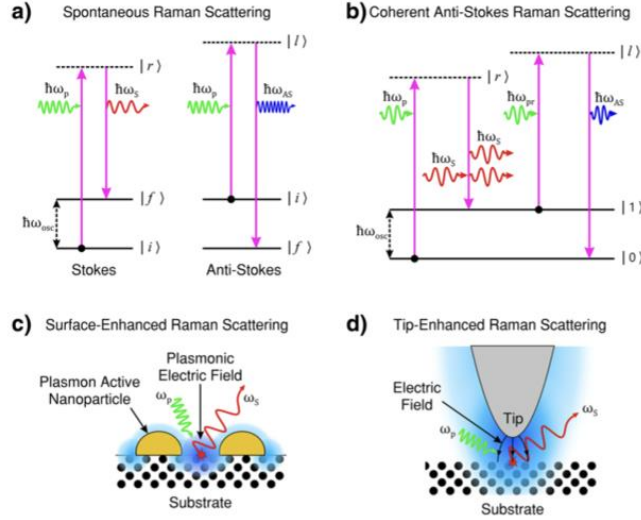 a) Spontaneous Raman Scattering
|l⟩
|r⟩
ħωp
ħωS
ħωp
ħωAS
|f⟩
|i⟩
ħωosc
|i⟩
|f⟩
Stokes
Anti-Stokes
b) Coherent Anti-Stokes Raman Scattering
|l⟩
|r⟩
ħωp
ħωpr
ħωAS
ħωS
ħωS
|1⟩
ħωosc
|0⟩
c) Surface-Enhanced Raman Scattering
Plasmonic
Electric Field
Plasmon Active
Nanoparticle
ωp
ωS
Substrate
d) Tip-Enhanced Raman Scattering
Electric
Field
Tip
ωp
ωS
Substrate